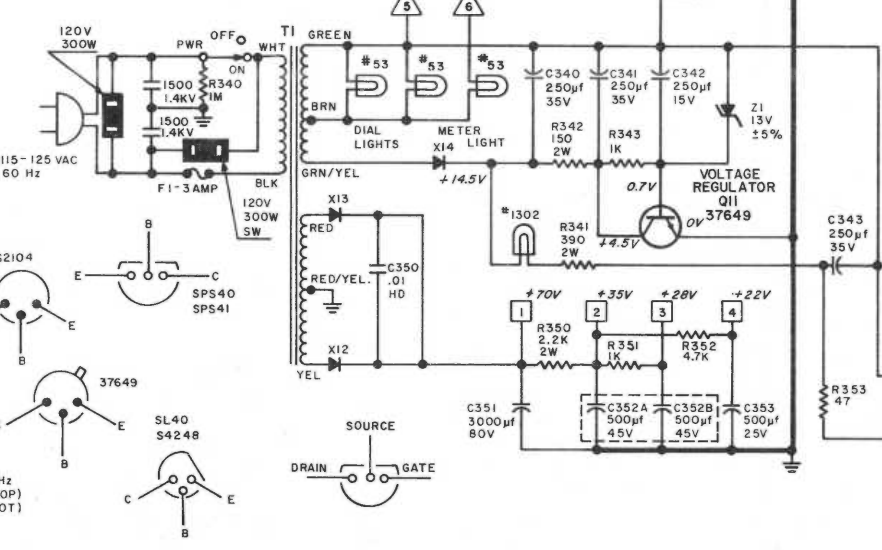 5
6
120V
300W
OFF
PWR
WHT
ON
T1
GREEN
#53
#53
#53
1500
1.4KV
R340
1M
1500
1.4KV
BRN
DIAL
LIGHTS
METER
LIGHT
C340
250µf
35V
C341
250µf
35V
C342
250µf
15V
Z1
13V
±5%
R342
150
2W
R343
1K
X14
+14.5V
115-125 VAC
60 Hz
F1-3AMP
BLK
GRN/YEL
120V
300W
SW
X13
RED
RED/YEL.
C350
.01
HD
X12
YEL
0.7V
VOLTAGE
REGULATOR
Q11
37649
0V
+4.5V
#1302
R341
390
2W
C343
250µf
35V
+70V
+35V
+28V
+22V
1
2
3
4
R350
2.2K
2W
R351
1K
R352
4.7K
C351
3000µf
80V
C352A
500µf
45V
C352B
500µf
45V
C353
500µf
25V
R353
47
S2104
E
B
B
E
C
SPS40
SPS41
37649
E
B
SL40
S4248
C
E
B
SOURCE
DRAIN
GATE
Hz
OP)
OT)